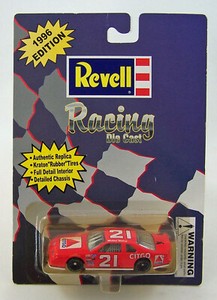 1996
EDITION
Revell
Racing
Die Cast
• Authentic Replica
• Kraton® Rubber® Tires
• Full Detail Interior
• Detailed Chassis
21
CITGO
21
WARNING